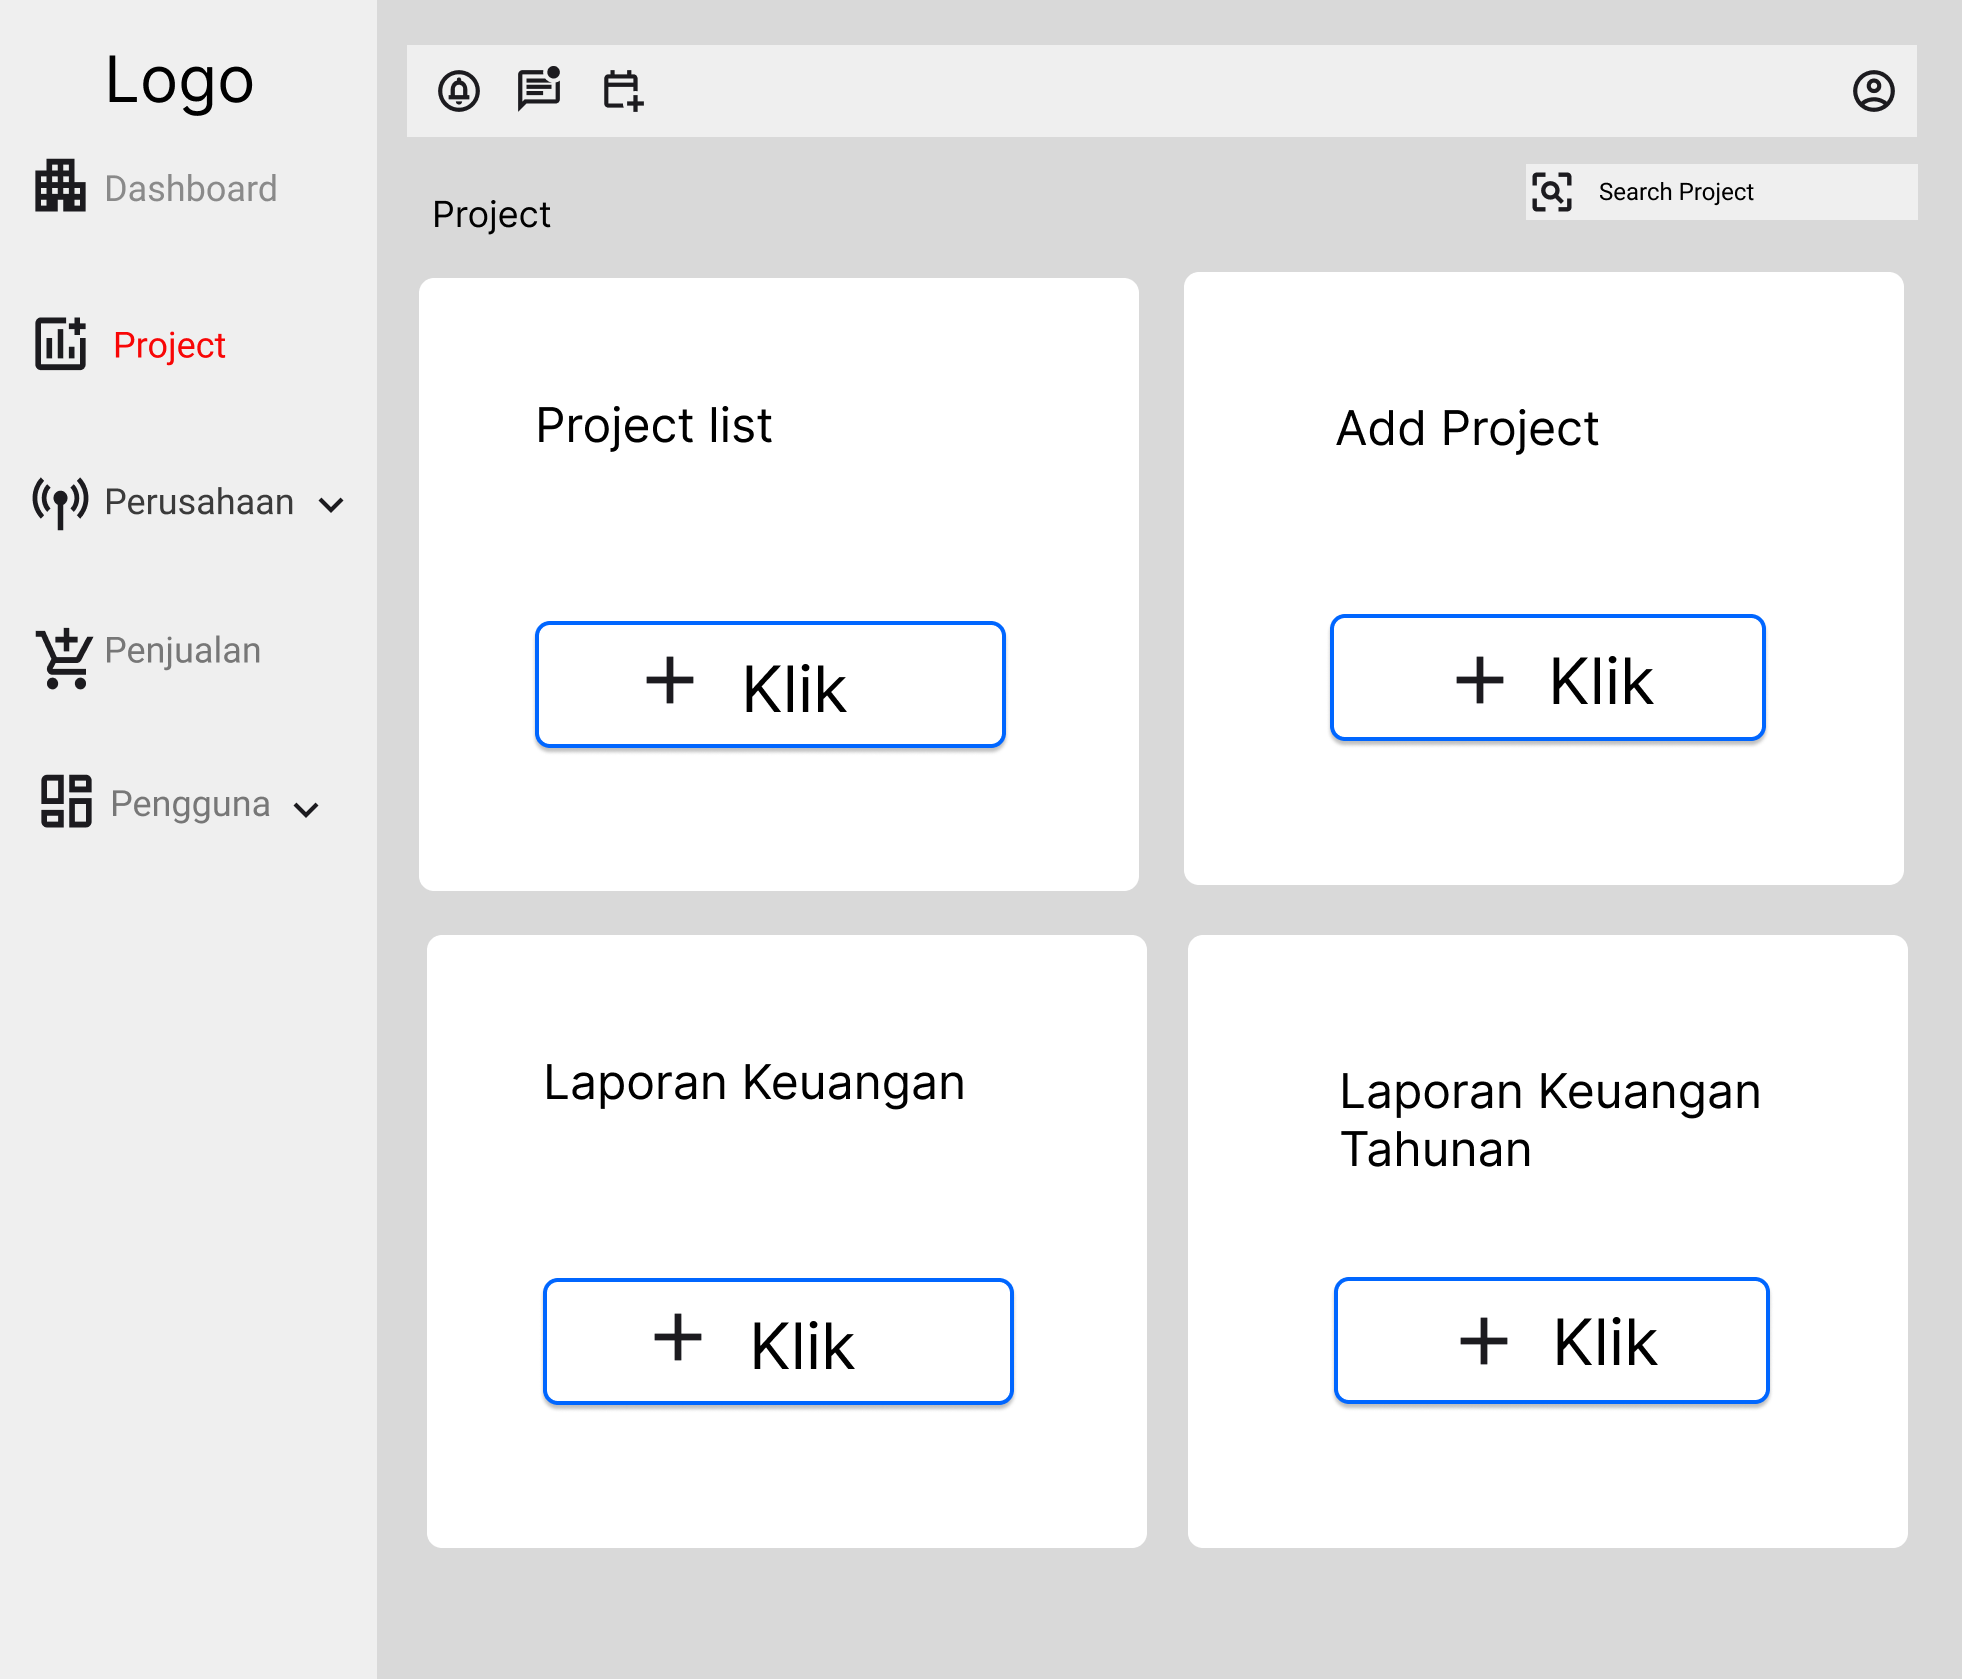 Logo
Dashboard
Project
Perusahaan
Penjualan
Pengguna
Project
Search Project
Project list
Klik
Add Project
Klik
Laporan Keuangan
Klik
Laporan Keuangan
Tahunan
Klik